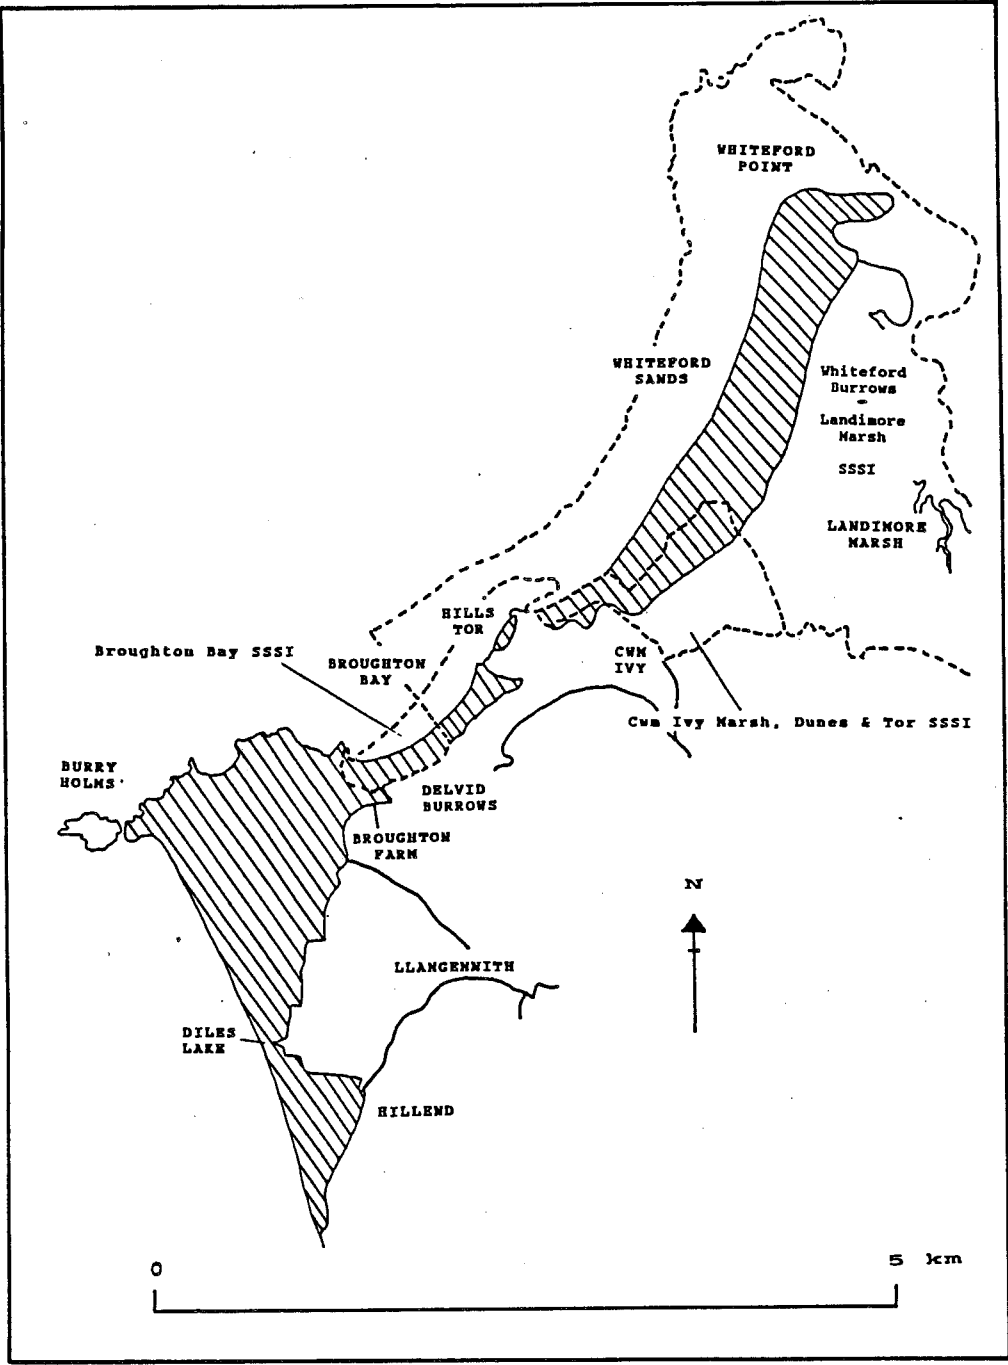 WHITEFORD
POINT
WHITEFORD
SANDS
Whiteford
Burrows
-
Landimore
Marsh
SSSI
LANDIMORE
MARSH
HILLS
TOR
Broughton Bay SSSI
BROUGHTON
BAY
CWM
IVY
Cwm Ivy Marsh, Dunes & Tor SSSI
BURRY
HOLMS
DELVID
BURROWS
BROUGHTON
FARM
N
LLANGENNITH
DILES
LAKE
HILLEND
0 5 km